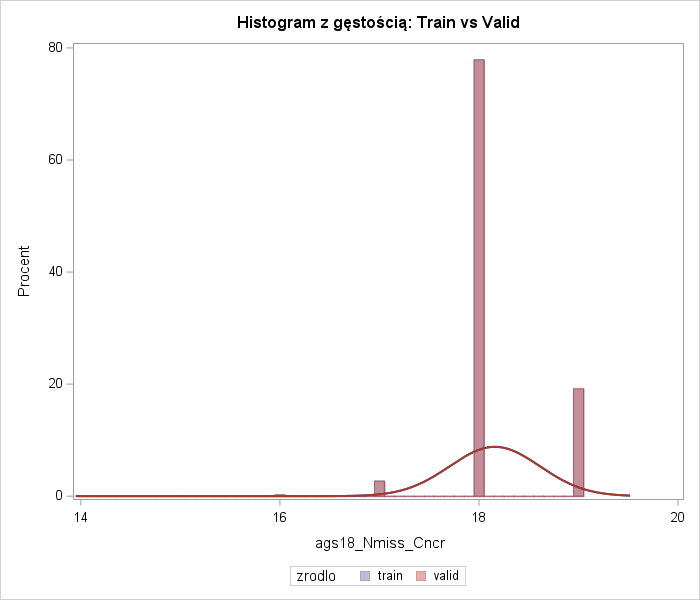 Histogram z gęstością: Train vs Valid
80
60
40
20
0
Procent
14 16 18 20
ags18_Nmiss_Cncr
zrodlo train valid